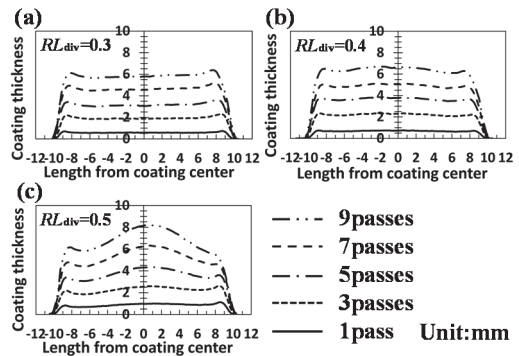 (a)
RLdiv=0.3
Coating thickness
10
8
6
4
2
0
-12 -10 -8 -6 -4 -2 0 2 4 6 8 10 12
Length from coating center
(b)
RLdiv=0.4
Coating thickness
10
8
6
4
2
0
-12 -10 -8 -6 -4 -2 0 2 4 6 8 10 12
Length from coating center
(c)
RLdiv=0.5
Coating thickness
10
8
6
4
2
0
-12 -10 -8 -6 -4 -2 0 2 4 6 8 10 12
Length from coating center
9passes
7passes
5passes
3passes
1pass Unit:mm